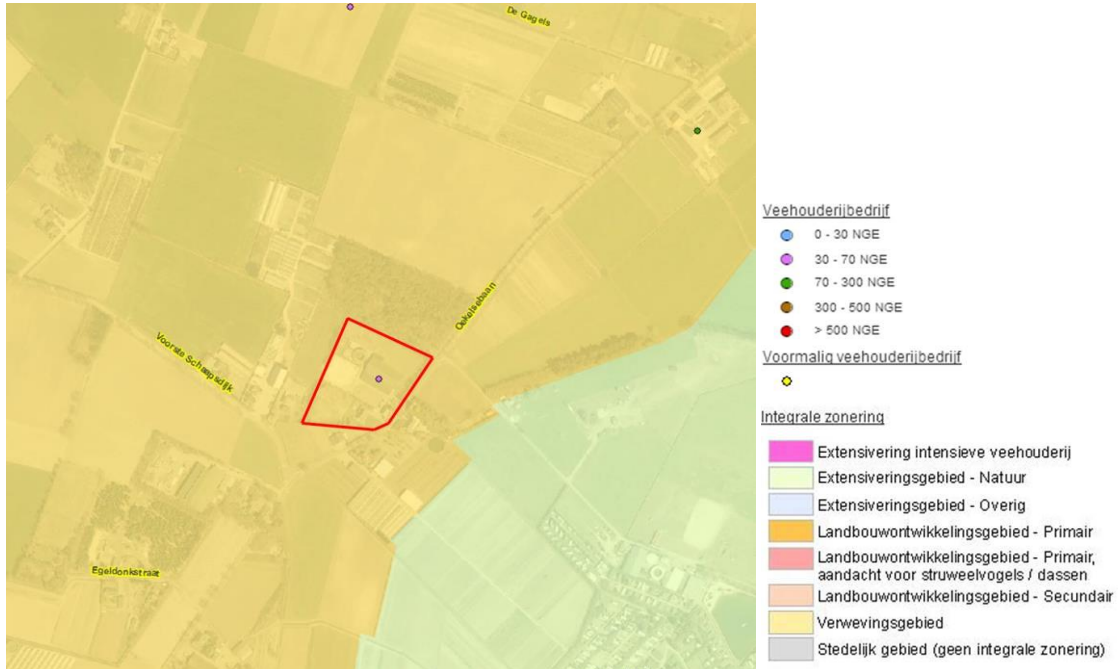 De Gagels
Oekelsebaan
Voorste Schaapsdijk
Egeldonkstraat
Veehouderijbedrijf
0 - 30 NGE
30 - 70 NGE
70 - 300 NGE
300 - 500 NGE
> 500 NGE
Voormalig veehouderijbedrijf
Integrale zonering
Extensivering intensieve veehouderij
Extensiveringsgebied - Natuur
Extensiveringsgebied - Overig
Landbouwontwikkelingsgebied - Primair
Landbouwontwikkelingsgebied - Primair,
aandacht voor struweelvogels / dassen
Landbouwontwikkelingsgebied - Secundair
Verwevingsgebied
Stedelijk gebied (geen integrale zonering)